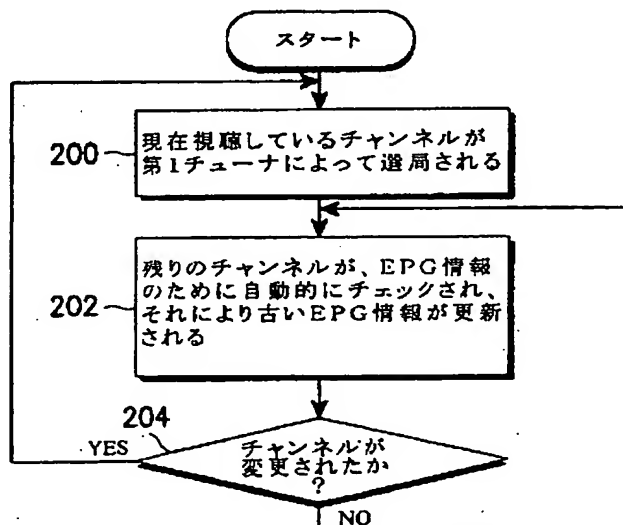 スタート
200
現在視聴しているチャンネルが
第1チューナによって選局される
202
残りのチャンネルが、EPG情報
のために自動的にチェックされ、
それにより古いEPG情報が更新
される
204
YES
チャンネルが
変更されたか
?
NO